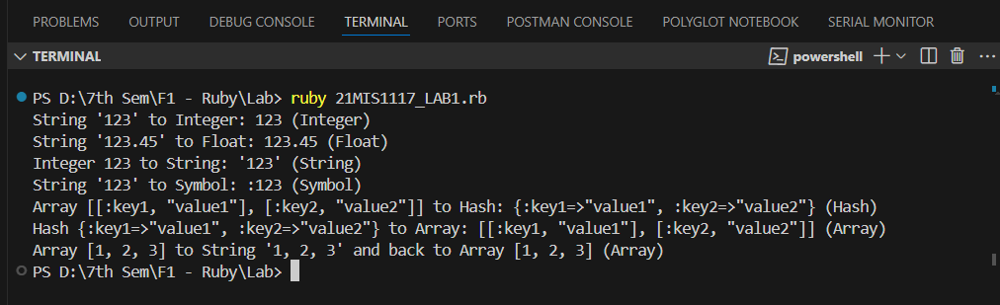 PROBLEMS OUTPUT DEBUG CONSOLE TERMINAL PORTS POSTMAN CONSOLE POLYGLOT NOTEBOOK SERIAL MONITOR
TERMINAL powershell
PS D:\7th Sem\F1 - Ruby\Lab> ruby 21MIS1117_LAB1.rb
String '123' to Integer: 123 (Integer)
String '123.45' to Float: 123.45 (Float)
Integer 123 to String: '123' (String)
String '123' to Symbol: :123 (Symbol)
Array [[:key1, "value1"], [:key2, "value2"]] to Hash: {:key1=>"value1", :key2=>"value2"} (Hash)
Hash {:key1=>"value1", :key2=>"value2"} to Array: [[:key1, "value1"], [:key2, "value2"]] (Array)
Array [1, 2, 3] to String '1, 2, 3' and back to Array [1, 2, 3] (Array)
PS D:\7th Sem\F1 - Ruby\Lab>